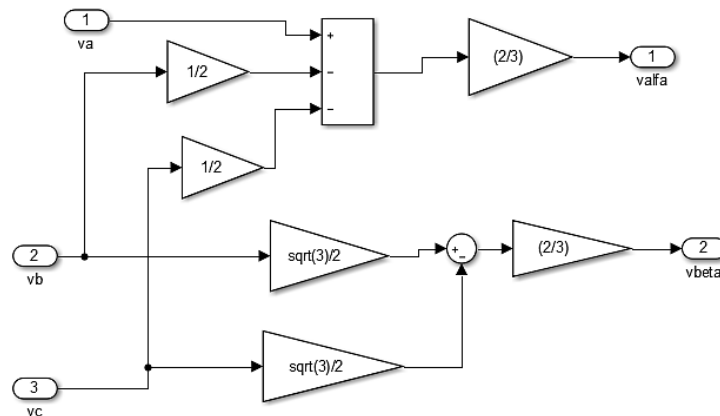 1
va
+
−
−
1/2
1/2
(2/3)
1
valfa
2
vb
sqrt(3)/2
+
−
(2/3)
2
vbeta
sqrt(3)/2
3
vc